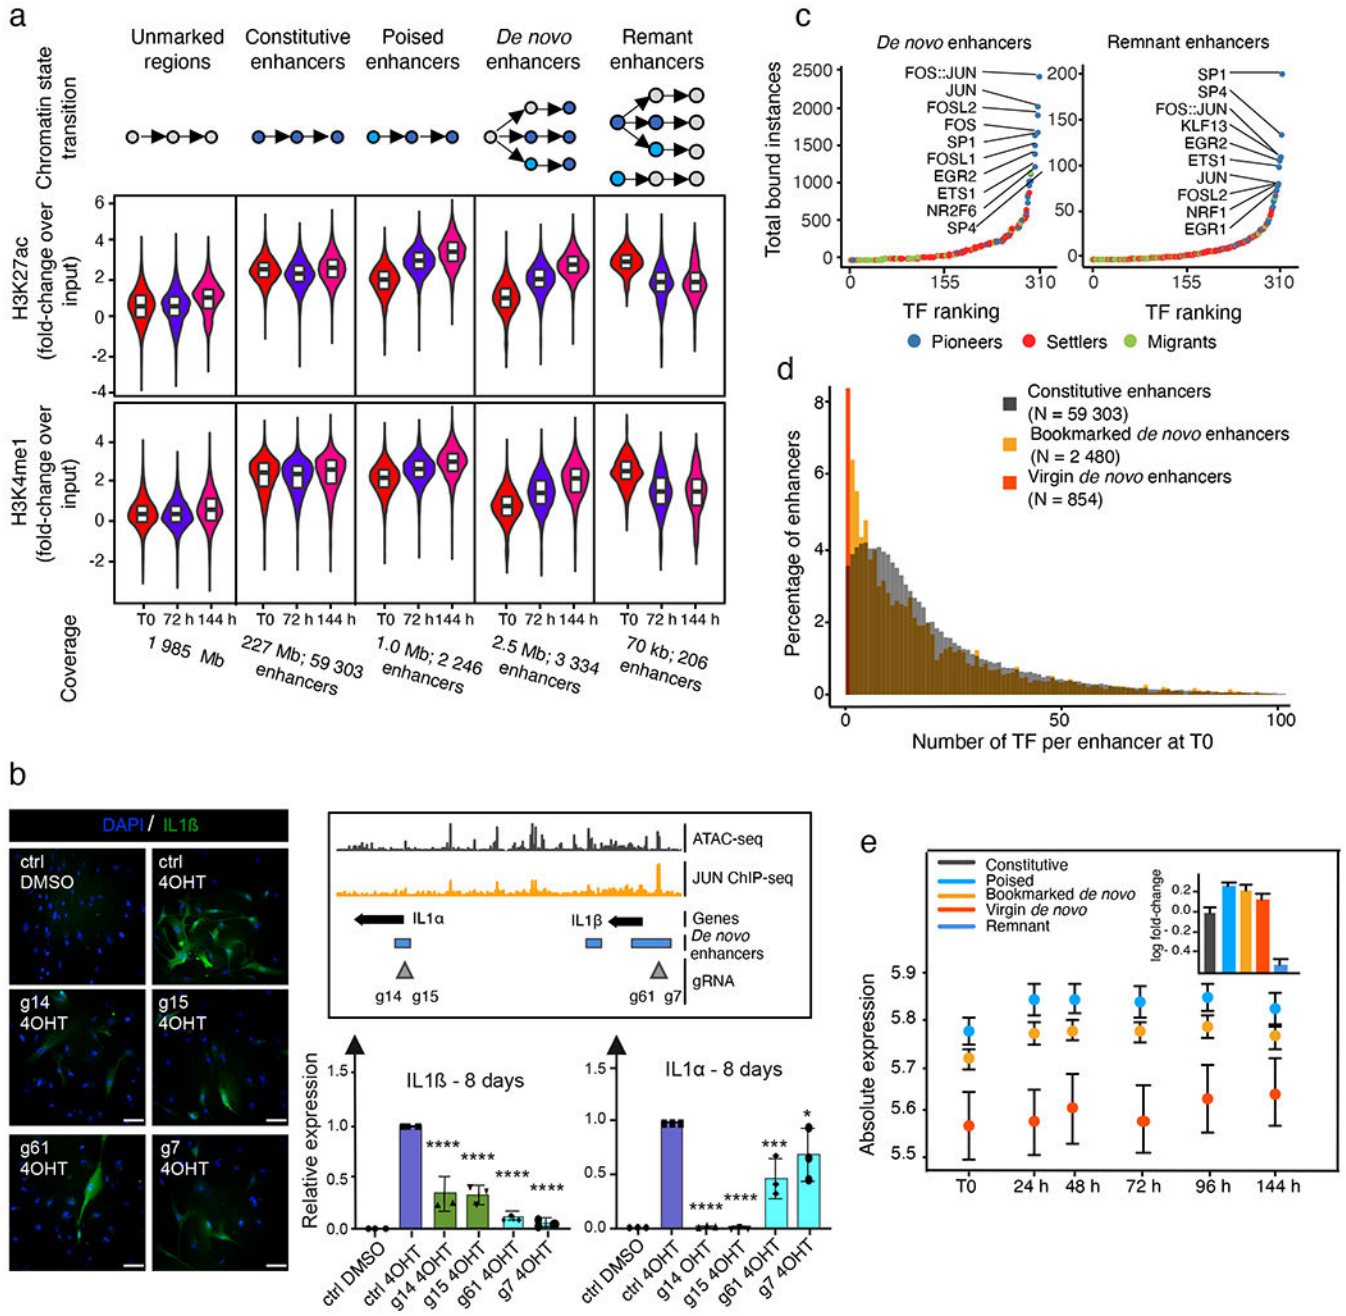 a
Unmarked
regions
Constitutive
enhancers
Poised
enhancers
De novo
enhancers
Remant
enhancers
Chromatin state
transition
H3K27ac
(fold-change over
input)
6
4
2
0
-2
-4
H3K4me1
(fold-change over
input)
4
2
0
-2
T0 72 h 144 h
T0 72 h 144 h
T0 72 h 144 h
T0 72 h 144 h
T0 72 h 144 h
Coverage
1 985 Mb
227 Mb; 59 303
enhancers
1.0 Mb; 2 246
enhancers
2.5 Mb; 3 334
enhancers
70 kb; 206
enhancers
b
DAPI / IL1ß
ctrl
DMSO
ctrl
4OHT
g14
4OHT
g15
4OHT
g61
4OHT
g7
4OHT
ATAC-seq
JUN ChIP-seq
IL1α
IL1β
Genes
De novo
enhancers
gRNA
g14 g15
g61 g7
Relative expression
IL1ß - 8 days
1.5
1.0
0.5
0.0
****
****
****
****
ctrl DMSO
ctrl 4OHT
g14 4OHT
g15 4OHT
g61 4OHT
g7 4OHT
IL1α - 8 days
1.5
1.0
0.5
0.0
****
****
***
*
ctrl DMSO
ctrl 4OHT
g14 OHT
g15 4OHT
g61 4OHT
g7 4OHT
c
De novo enhancers
Total bound instances
2500
2000
1500
1000
500
0
FOS::JUN
JUN
FOSL2
FOS
SP1
FOSL1
EGR2
ETS1
NR2F6
SP4
0 155 310
TF ranking
Remnant enhancers
200
150
100
50
0
SP1
SP4
FOS::JUN
KLF13
EGR2
ETS1
JUN
FOSL2
NRF1
EGR1
0 155 310
TF ranking
Pioneers Settlers Migrants
d
Percentage of enhancers
8
6
4
2
0
Constitutive enhancers
(N = 59 303)
Bookmarked de novo enhancers
(N = 2 480)
Virgin de novo enhancers
(N = 854)
0 50 100
Number of TF per enhancer at T0
e
Constitutive
Poised
Bookmarked de novo
Virgin de novo
Remnant
log fold-change
0.2
0.0
- 0.2
- 0.4
Absolute expression
5.9
5.8
5.7
5.6
5.5
T0 24 h 48 h 72 h 96 h 144 h